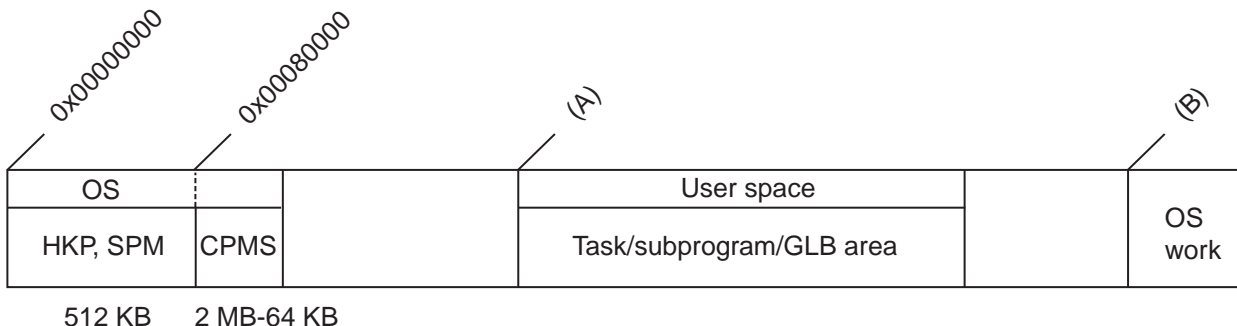 0x00000000
0x00080000
(A)
(B)
OS
User space
HKP, SPM
CPMS
Task/subprogram/GLB area
OS
work
512 KB
2 MB-64 KB